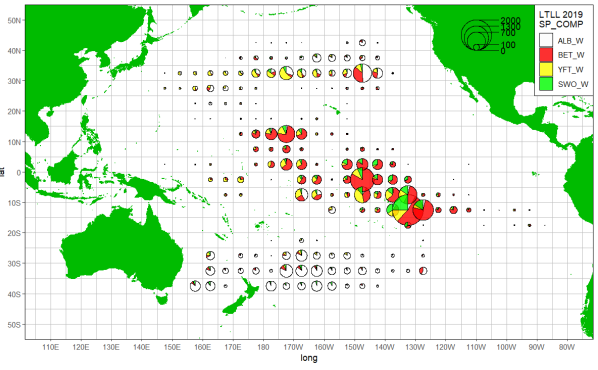 LTLL 2019
SP_COMP
ALB_W
BET_W
YFT_W
SWO_W
2000
1300
700
100
0
50N
40N
30N
20N
10N
0
10S
20S
30S
40S
50S
lat
110E 120E 130E 140E 150E 160E 170E 180 170W 160W 150W 140W 130W 120W 110W 100W 90W 80W
long